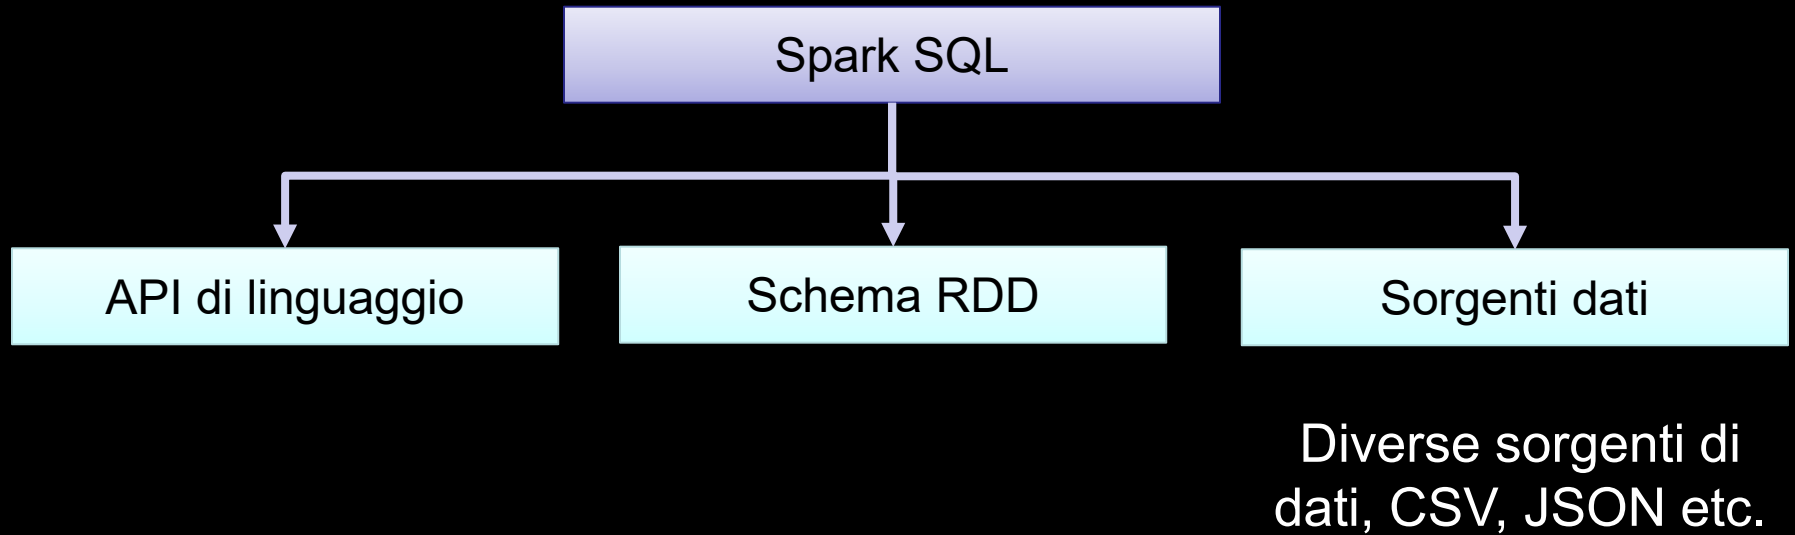 Spark SQL
API di linguaggio
Schema RDD
Sorgenti dati
Diverse sorgenti di
dati, CSV, JSON etc.